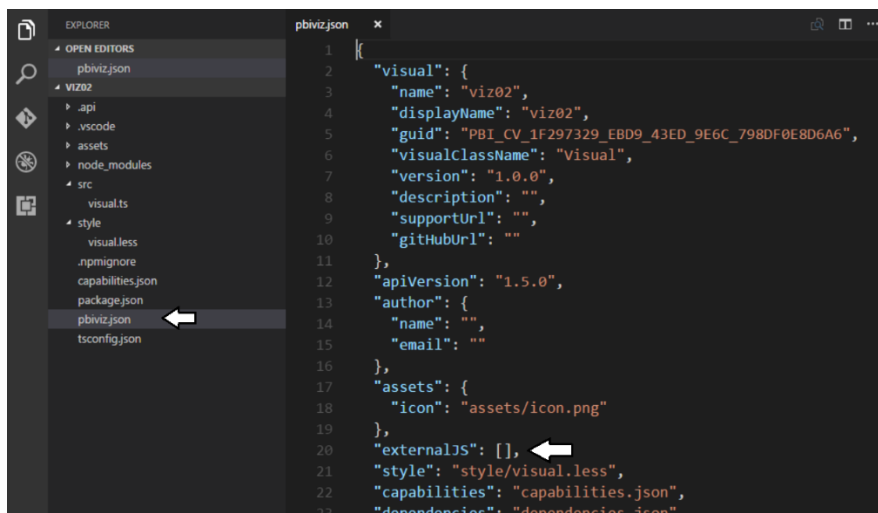 EXPLORER
OPEN EDITORS
pbiviz.json
VIZ02
.api
.vscode
assets
node_modules
src
visual.ts
style
visual.less
.npmignore
capabilities.json
package.json
pbiviz.json
tsconfig.json
pbiviz.json ×
1 {
2 "visual": {
3 "name": "viz02",
4 "displayName": "viz02",
5 "guid": "PBI_CV_1F297329_EBD9_43ED_9E6C_798DF0E8D6A6",
6 "visualClassName": "Visual",
7 "version": "1.0.0",
8 "description": "",
9 "supportUrl": "",
10 "gitHubUrl": ""
11 },
12 "apiVersion": "1.5.0",
13 "author": {
14 "name": "",
15 "email": ""
16 },
17 "assets": {
18 "icon": "assets/icon.png"
19 },
20 "externalJS": [],
21 "style": "style/visual.less",
22 "capabilities": "capabilities.json",
23 "dependencies": "dependencies.json"